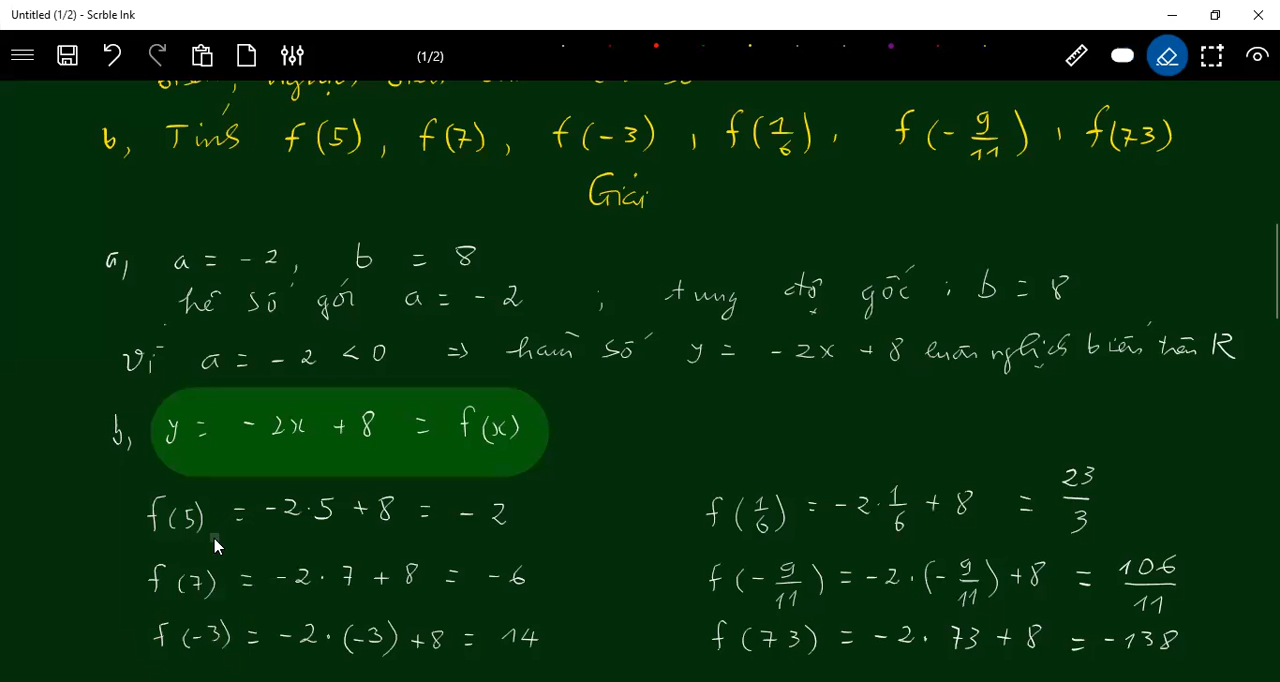 Untitled (1/2) - Scrble Ink
(1/2)
b, Tính f(5), f(7), f(-3), f(1/6), f(-9/11), f(73)
Giải
a, a = -2, b = 8
hệ số góc a = -2 ; tung độ gốc : b = 8
Vì a = -2 < 0 => hàm số y = -2x + 8 luôn nghịch biến trên R
b, y = -2x + 8 = f(x)
f(5) = -2·5 + 8 = -2
f(7) = -2·7 + 8 = -6
f(-3) = -2·(-3) + 8 = 14
f(1/6) = -2·1/6 + 8 = 23/3
f(-9/11) = -2·(-9/11) + 8 = 106/11
f(73) = -2·73 + 8 = -138